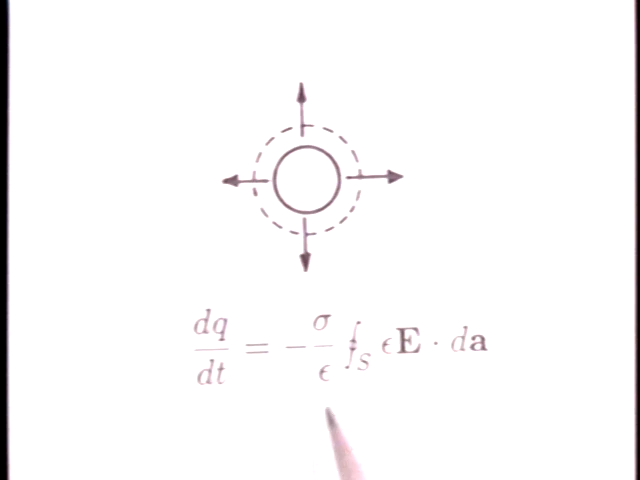 dq/dt = −σ/ϵ ∮_S ϵE · da